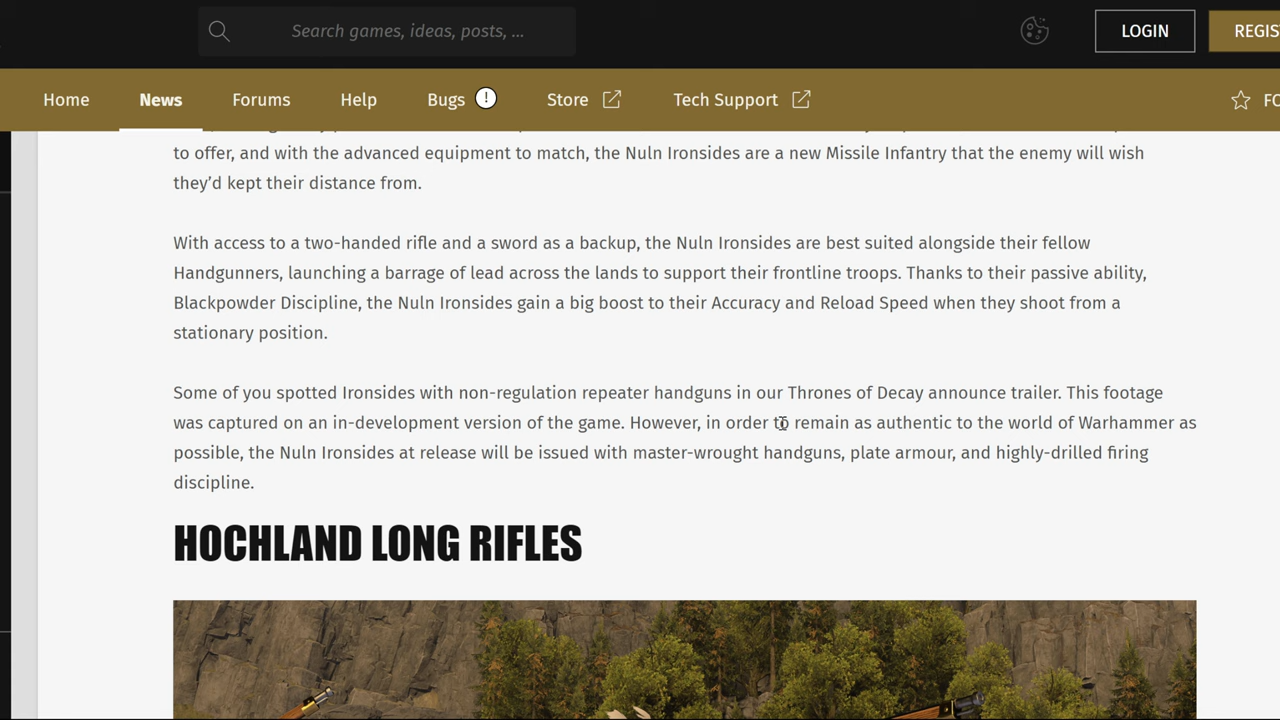 Search games, ideas, posts, ...
LOGIN
REGIS
Home
News
Forums
Help
Bugs
!
Store
Tech Support
FO
to offer, and with the advanced equipment to match, the Nuln Ironsides are a new Missile Infantry that the enemy will wish
they’d kept their distance from.
With access to a two-handed rifle and a sword as a backup, the Nuln Ironsides are best suited alongside their fellow
Handgunners, launching a barrage of lead across the lands to support their frontline troops. Thanks to their passive ability,
Blackpowder Discipline, the Nuln Ironsides gain a big boost to their Accuracy and Reload Speed when they shoot from a
stationary position.
Some of you spotted Ironsides with non-regulation repeater handguns in our Thrones of Decay announce trailer. This footage
was captured on an in-development version of the game. However, in order to remain as authentic to the world of Warhammer as
possible, the Nuln Ironsides at release will be issued with master-wrought handguns, plate armour, and highly-drilled firing
discipline.
HOCHLAND LONG RIFLES